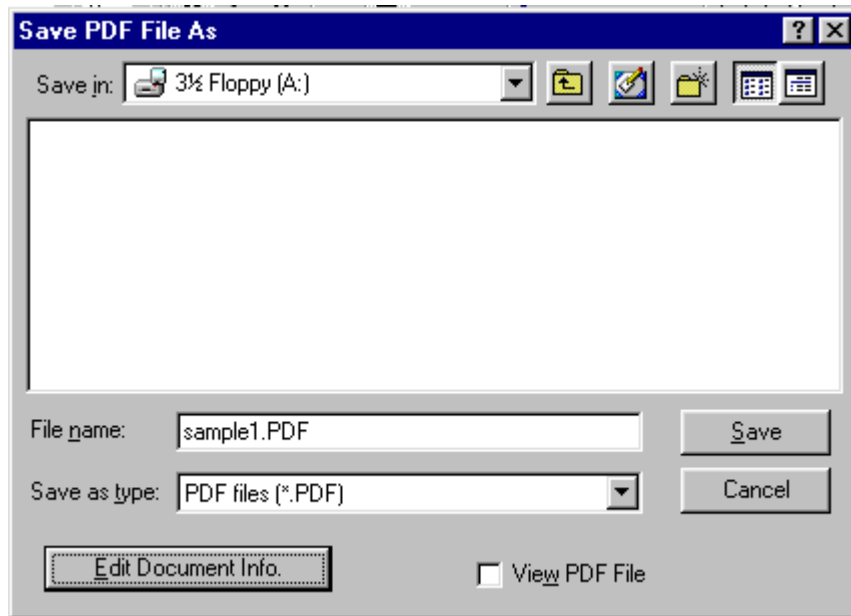 Save PDF File As
Save in: 3½ Floppy (A:)
File name: sample1.PDF Save
Save as type: PDF files (*.PDF) Cancel
Edit Document Info. View PDF File